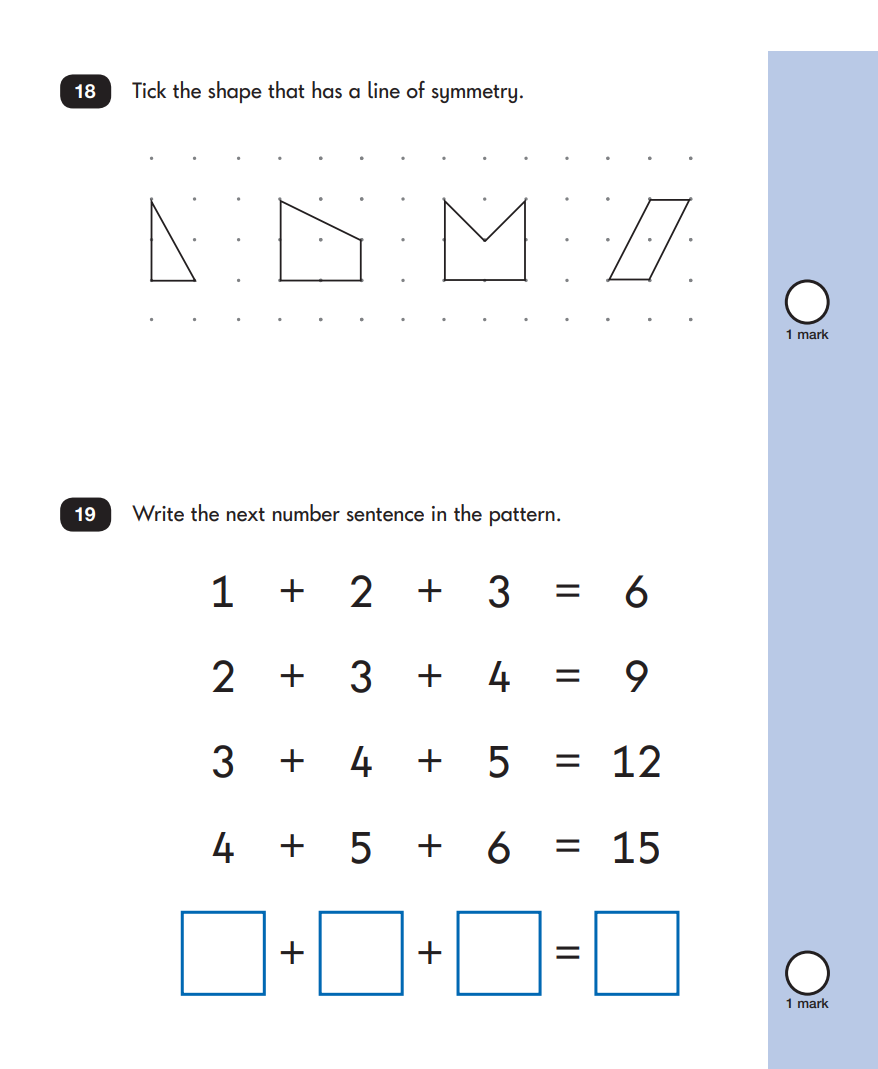 18 Tick the shape that has a line of symmetry.
1 mark
19 Write the next number sentence in the pattern.
1 + 2 + 3 = 6
2 + 3 + 4 = 9
3 + 4 + 5 = 12
4 + 5 + 6 = 15
+ + =
1 mark